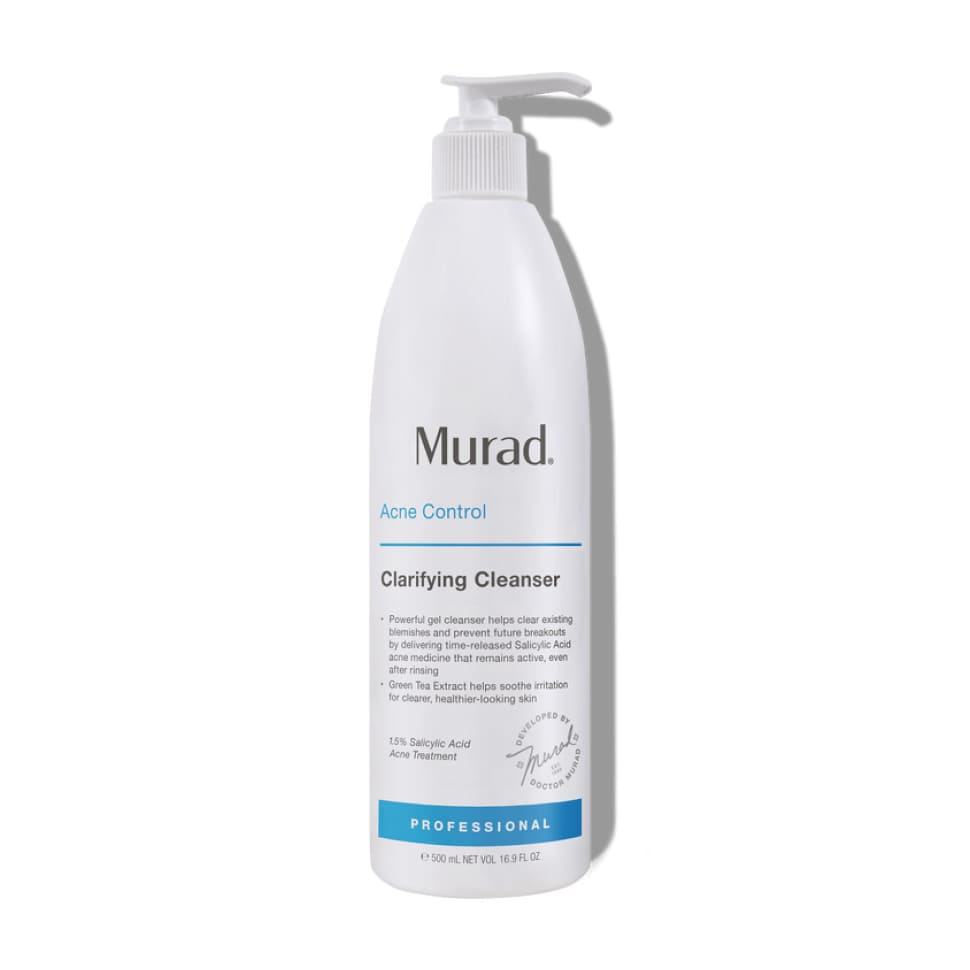 Murad®
Acne Control
Clarifying Cleanser
• Powerful gel cleanser helps clear existing
blemishes and prevent future breakouts
by delivering time-released Salicylic Acid
acne medicine that remains active, even
after rinsing
• Green Tea Extract helps soothe irritation
for clearer, healthier-looking skin
1.5% Salicylic Acid
Acne Treatment
DEVELOPED BY
Murad
EST.
DOCTOR MURAD
PROFESSIONAL
℮ 500 mL NET VOL 16.9 FL OZ